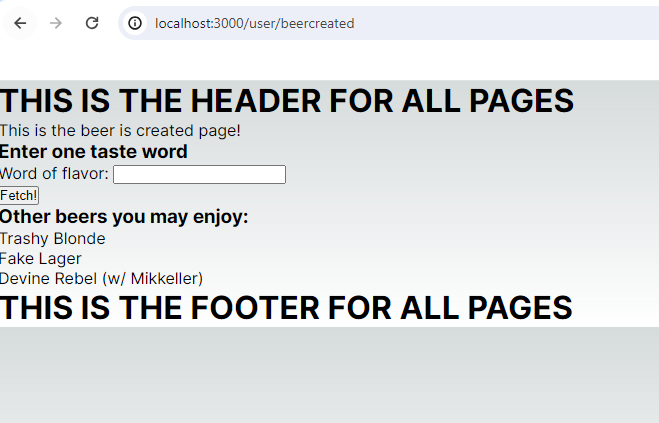 localhost:3000/user/beercreated
THIS IS THE HEADER FOR ALL PAGES
This is the beer is created page!
Enter one taste word
Word of flavor:
Fetch!
Other beers you may enjoy:
Trashy Blonde
Fake Lager
Devine Rebel (w/ Mikkeller)
THIS IS THE FOOTER FOR ALL PAGES